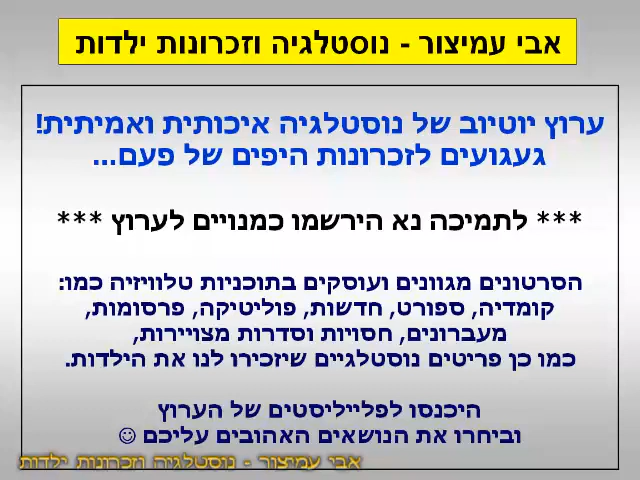 אבי עמיצור - נוסטלגיה וזכרונות ילדות
ערוץ יוטיוב של נוסטלגיה איכותית ואמיתית!
געגועים לזכרונות היפים של פעם...
*** לתמיכה נא הירשמו כמנויים לערוץ ***
הסרטונים מגוונים ועוסקים בתוכניות טלוויזיה כמו:
קומדיה, ספורט, חדשות, פוליטיקה, פרסומות,
מעברונים, חסויות וסדרות מצויירות,
כמו כן פריטים נוסטלגיים שיזכירו לנו את הילדות.
היכנסו לפלייליסטים של הערוץ
וביחרו את הנושאים האהובים עליכם ☺
אבי עמיצור - נוסטלגיה וזכרונות ילדות